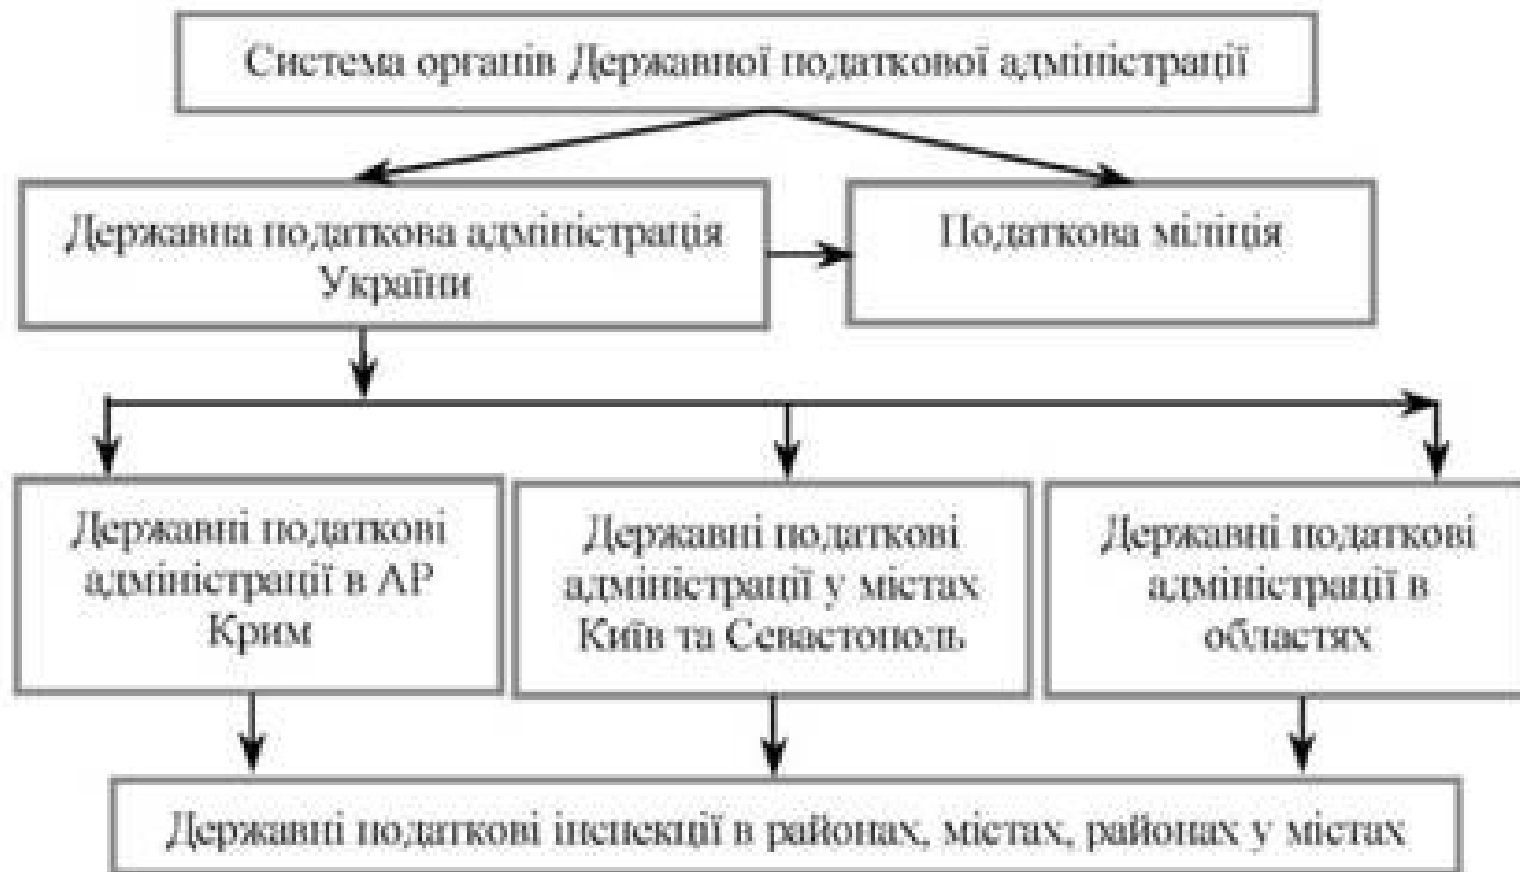 Система органів Державної податкової адміністрації
Державна податкова адміністрація
України
Податкова міліція
Державні податкові
адміністрації в АР
Крим
Державні податкові
адміністрації у містах
Київ та Севастополь
Державні податкові
адміністрації в
областях
Державні податкові інспекції в районах, містах, районах у містах